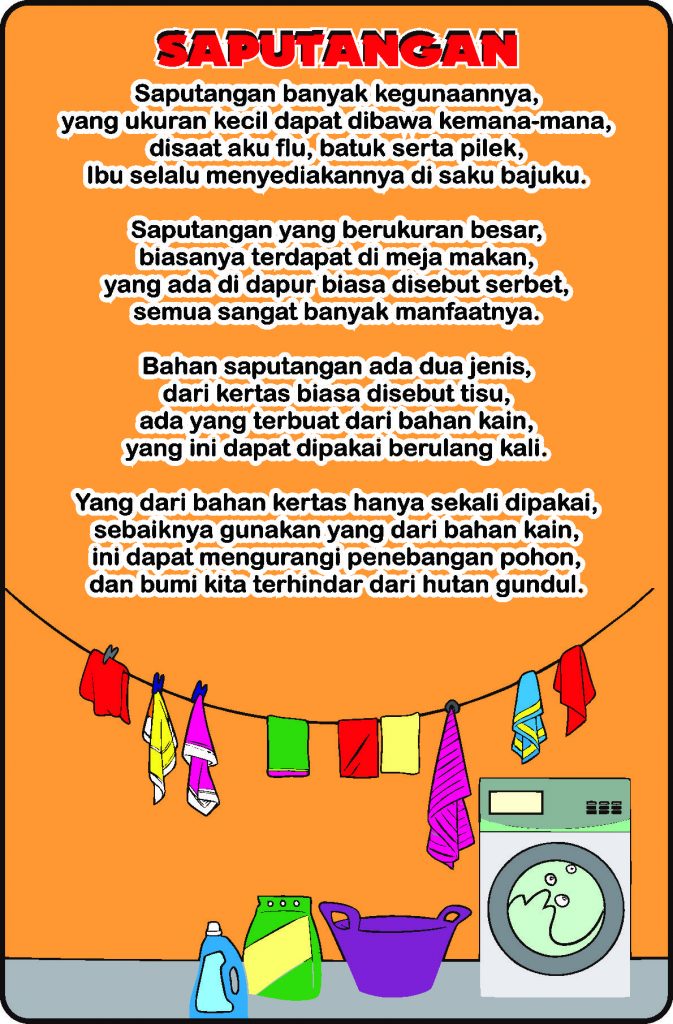 SAPUTANGAN
Saputangan banyak kegunaannya,
yang ukuran kecil dapat dibawa kemana-mana,
disaat aku flu, batuk serta pilek,
Ibu selalu menyediakannya di saku bajuku.
Saputangan yang berukuran besar,
biasanya terdapat di meja makan,
yang ada di dapur biasa disebut serbet,
semua sangat banyak manfaatnya.
Bahan saputangan ada dua jenis,
dari kertas biasa disebut tisu,
ada yang terbuat dari bahan kain,
yang ini dapat dipakai berulang kali.
Yang dari bahan kertas hanya sekali dipakai,
sebaiknya gunakan yang dari bahan kain,
ini dapat mengurangi penebangan pohon,
dan bumi kita terhindar dari hutan gundul.